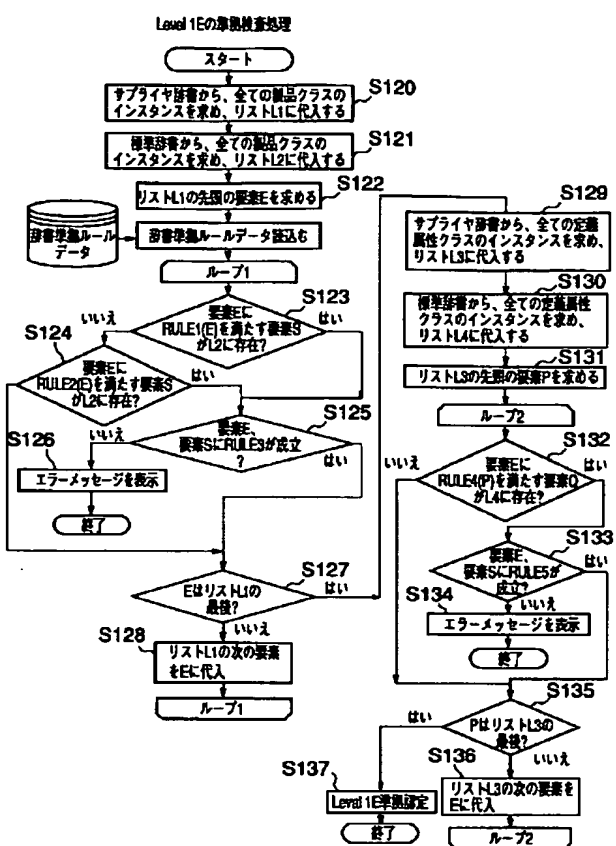 Level 1Eの準拠検査処理
スタート
S120
サプライヤ辞書から、全ての製品クラスの
インスタンスを求め、リストL1に代入する
S121
標準辞書から、全ての製品クラスの
インスタンスを求め、リストL2に代入する
S122
リストL1の先頭の要素Eを求める
辞書準拠ルール
データ
辞書準拠ルールデータ読込む
ループ1
S123
要素Eに
RULE1(E)を満たす要素S
がL2に存在?
いいえ
はい
S124
要素Eに
RULE2(E)を満たす要素S
がL2に存在?
はい
S125
要素E、
要素SにRULE3が成立
?
いいえ
はい
S126
エラーメッセージを表示
終了
S127
EはリストL1の
最後?
はい
いいえ
S128
リストL1の次の要素
をEに代入
ループ1
S129
サプライヤ辞書から、全ての定義
属性クラスのインスタンスを求め、
リストL3に代入する
S130
標準辞書から、全ての定義属性
クラスのインスタンスを求め、
リストL4に代入する
S131
リストL3の先頭の要素Pを求める
ループ2
S132
要素Eに
RULE4(P)を満たす要素Q
がL4に存在?
いいえ
はい
S133
要素E、
要素SにRULE5が
成立?
はい
いいえ
S134
エラーメッセージを表示
終了
S135
PはリストL3の
最後?
はい
いいえ
S136
リストL3の次の要素を
Eに代入
ループ2
S137
Level 1E準拠認定
終了